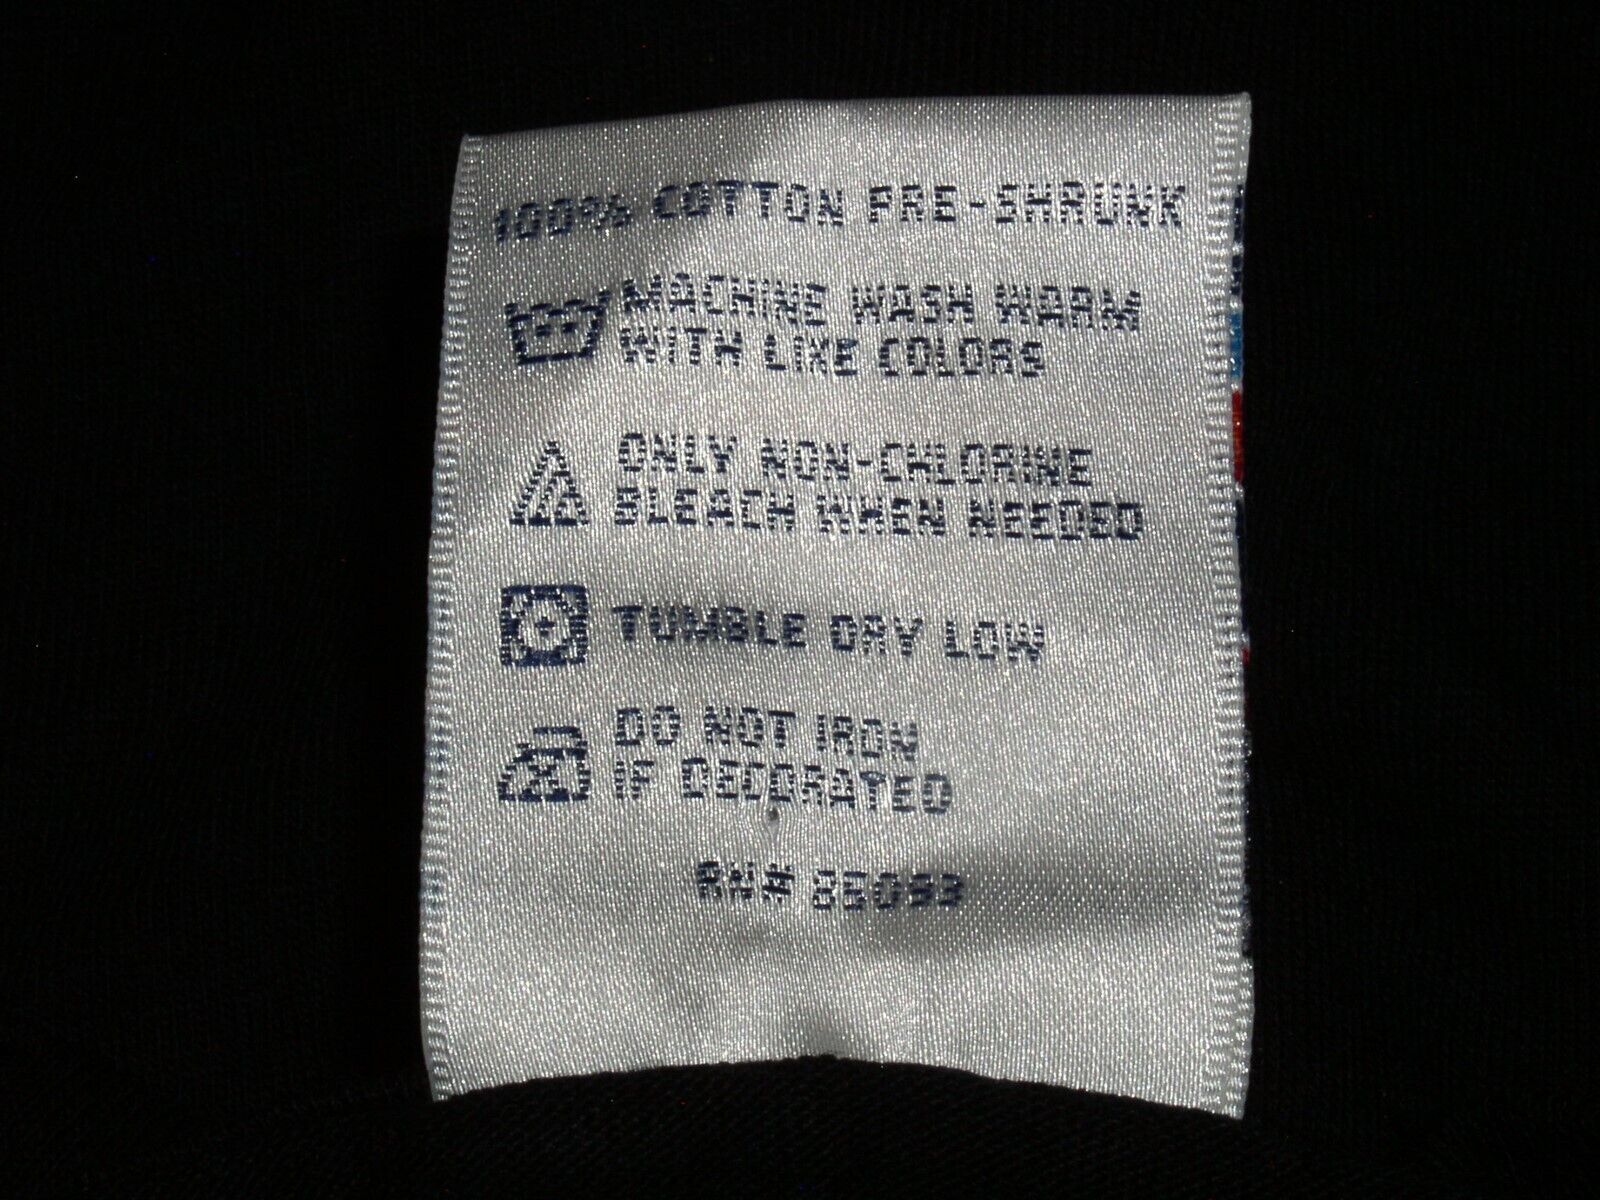 100% COTTON PRE-SHRUNK
MACHINE WASH WARM
WITH LIKE COLORS
ONLY NON-CHLORINE
BLEACH WHEN NEEDED
TUMBLE DRY LOW
DO NOT IRON
IF DECORATED
RN#